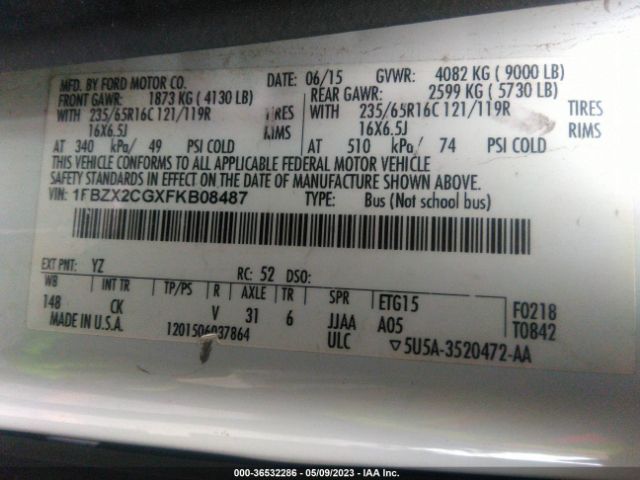 MFD. BY FORD MOTOR CO. DATE: 06/15 GVWR: 4082 KG ( 9000 LB)
FRONT GAWR: 1873 KG ( 4130 LB) REAR GAWR: 2599 KG ( 5730 LB)
WITH 235/65R16C 121/119R TIRES WITH 235/65R16C 121/119R TIRES
16X6.5J RIMS 16X6.5J RIMS
AT 340 kPa/ 49 PSI COLD AT 510 kPa/ 74 PSI COLD
THIS VEHICLE CONFORMS TO ALL APPLICABLE FEDERAL MOTOR VEHICLE
SAFETY STANDARDS IN EFFECT ON THE DATE OF MANUFACTURE SHOWN ABOVE.
VIN: 1FBZX2CGXFKB08487 TYPE: Bus (Not school bus)
EXT PNT: YZ RC: 52 DSO:
WB INT TR TP/PS R AXLE TR SPR ETG15 F0218
148 CK V 31 6 JJAA A05 T0842
MADE IN U.S.A. 1201506037864 ULC ▽5U5A-3520472-AA
000-36532286 - 05/09/2023 - IAA Inc.